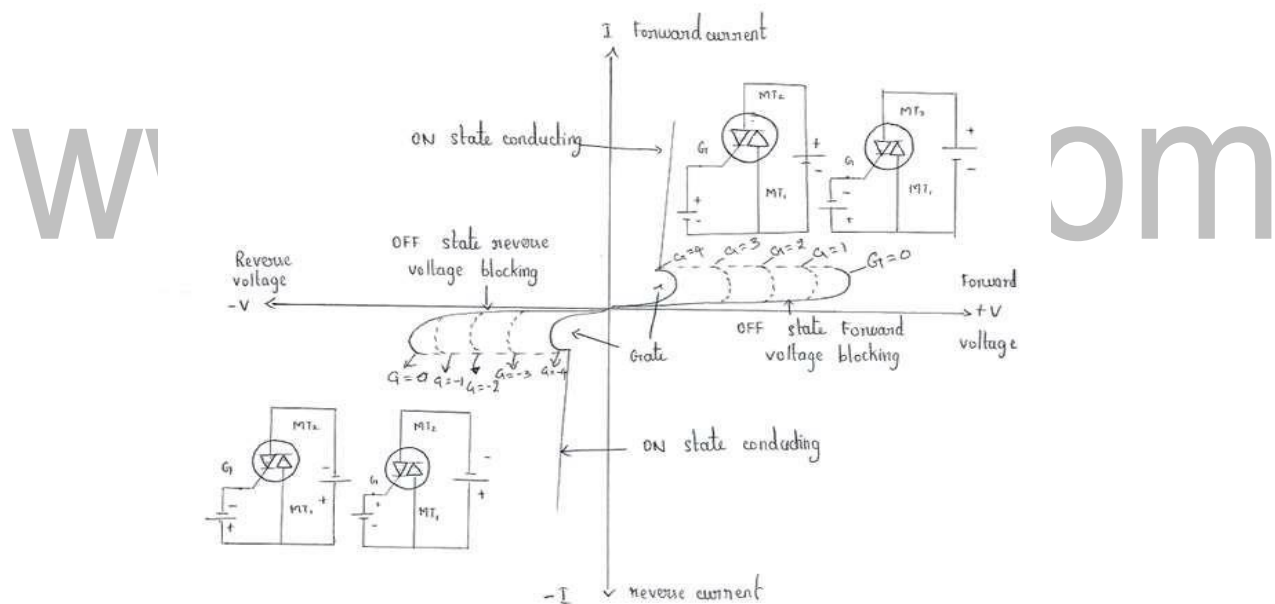 I Forward current
ON state conducting
MT2
G
+
-
MT1
+
-
MT2
G
-
+
MT1
+
-
w
om
OFF state reverse
voltage blocking
G=4 G=3 G=2 G=1 G=0
Reverse
voltage
-V
Forward
+V
voltage
OFF state Forward
voltage blocking
Gate
G=0 G=-1 G=-2 G=-3 G=-4
ON state conducting
MT2
G
-
+
MT1
-
+
MT2
G
+
-
MT1
-
+
-I reverse current